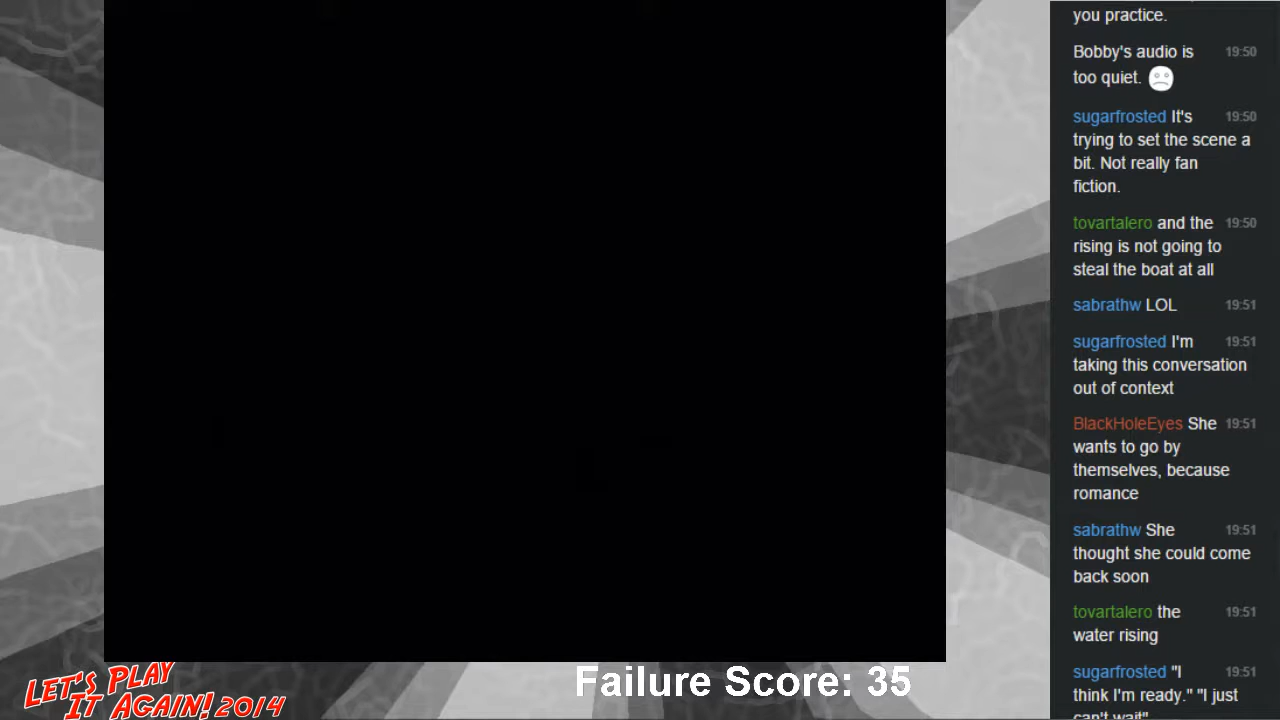 you practice.
Bobby's audio is 19:50
too quiet.
sugarfrosted It's 19:50
trying to set the scene a
bit. Not really fan
fiction.
tovartalero and the 19:50
rising is not going to
steal the boat at all
sabrathw LOL 19:51
sugarfrosted I'm 19:51
taking this conversation
out of context
BlackHoleEyes She 19:51
wants to go by
themselves, because
romance
sabrathw She 19:51
thought she could come
back soon
tovartalero the 19:51
water rising
sugarfrosted "I 19:51
think I'm ready." "I just
can't wait"
LET'S PLAY
IT AGAIN! 2014
Failure Score: 35